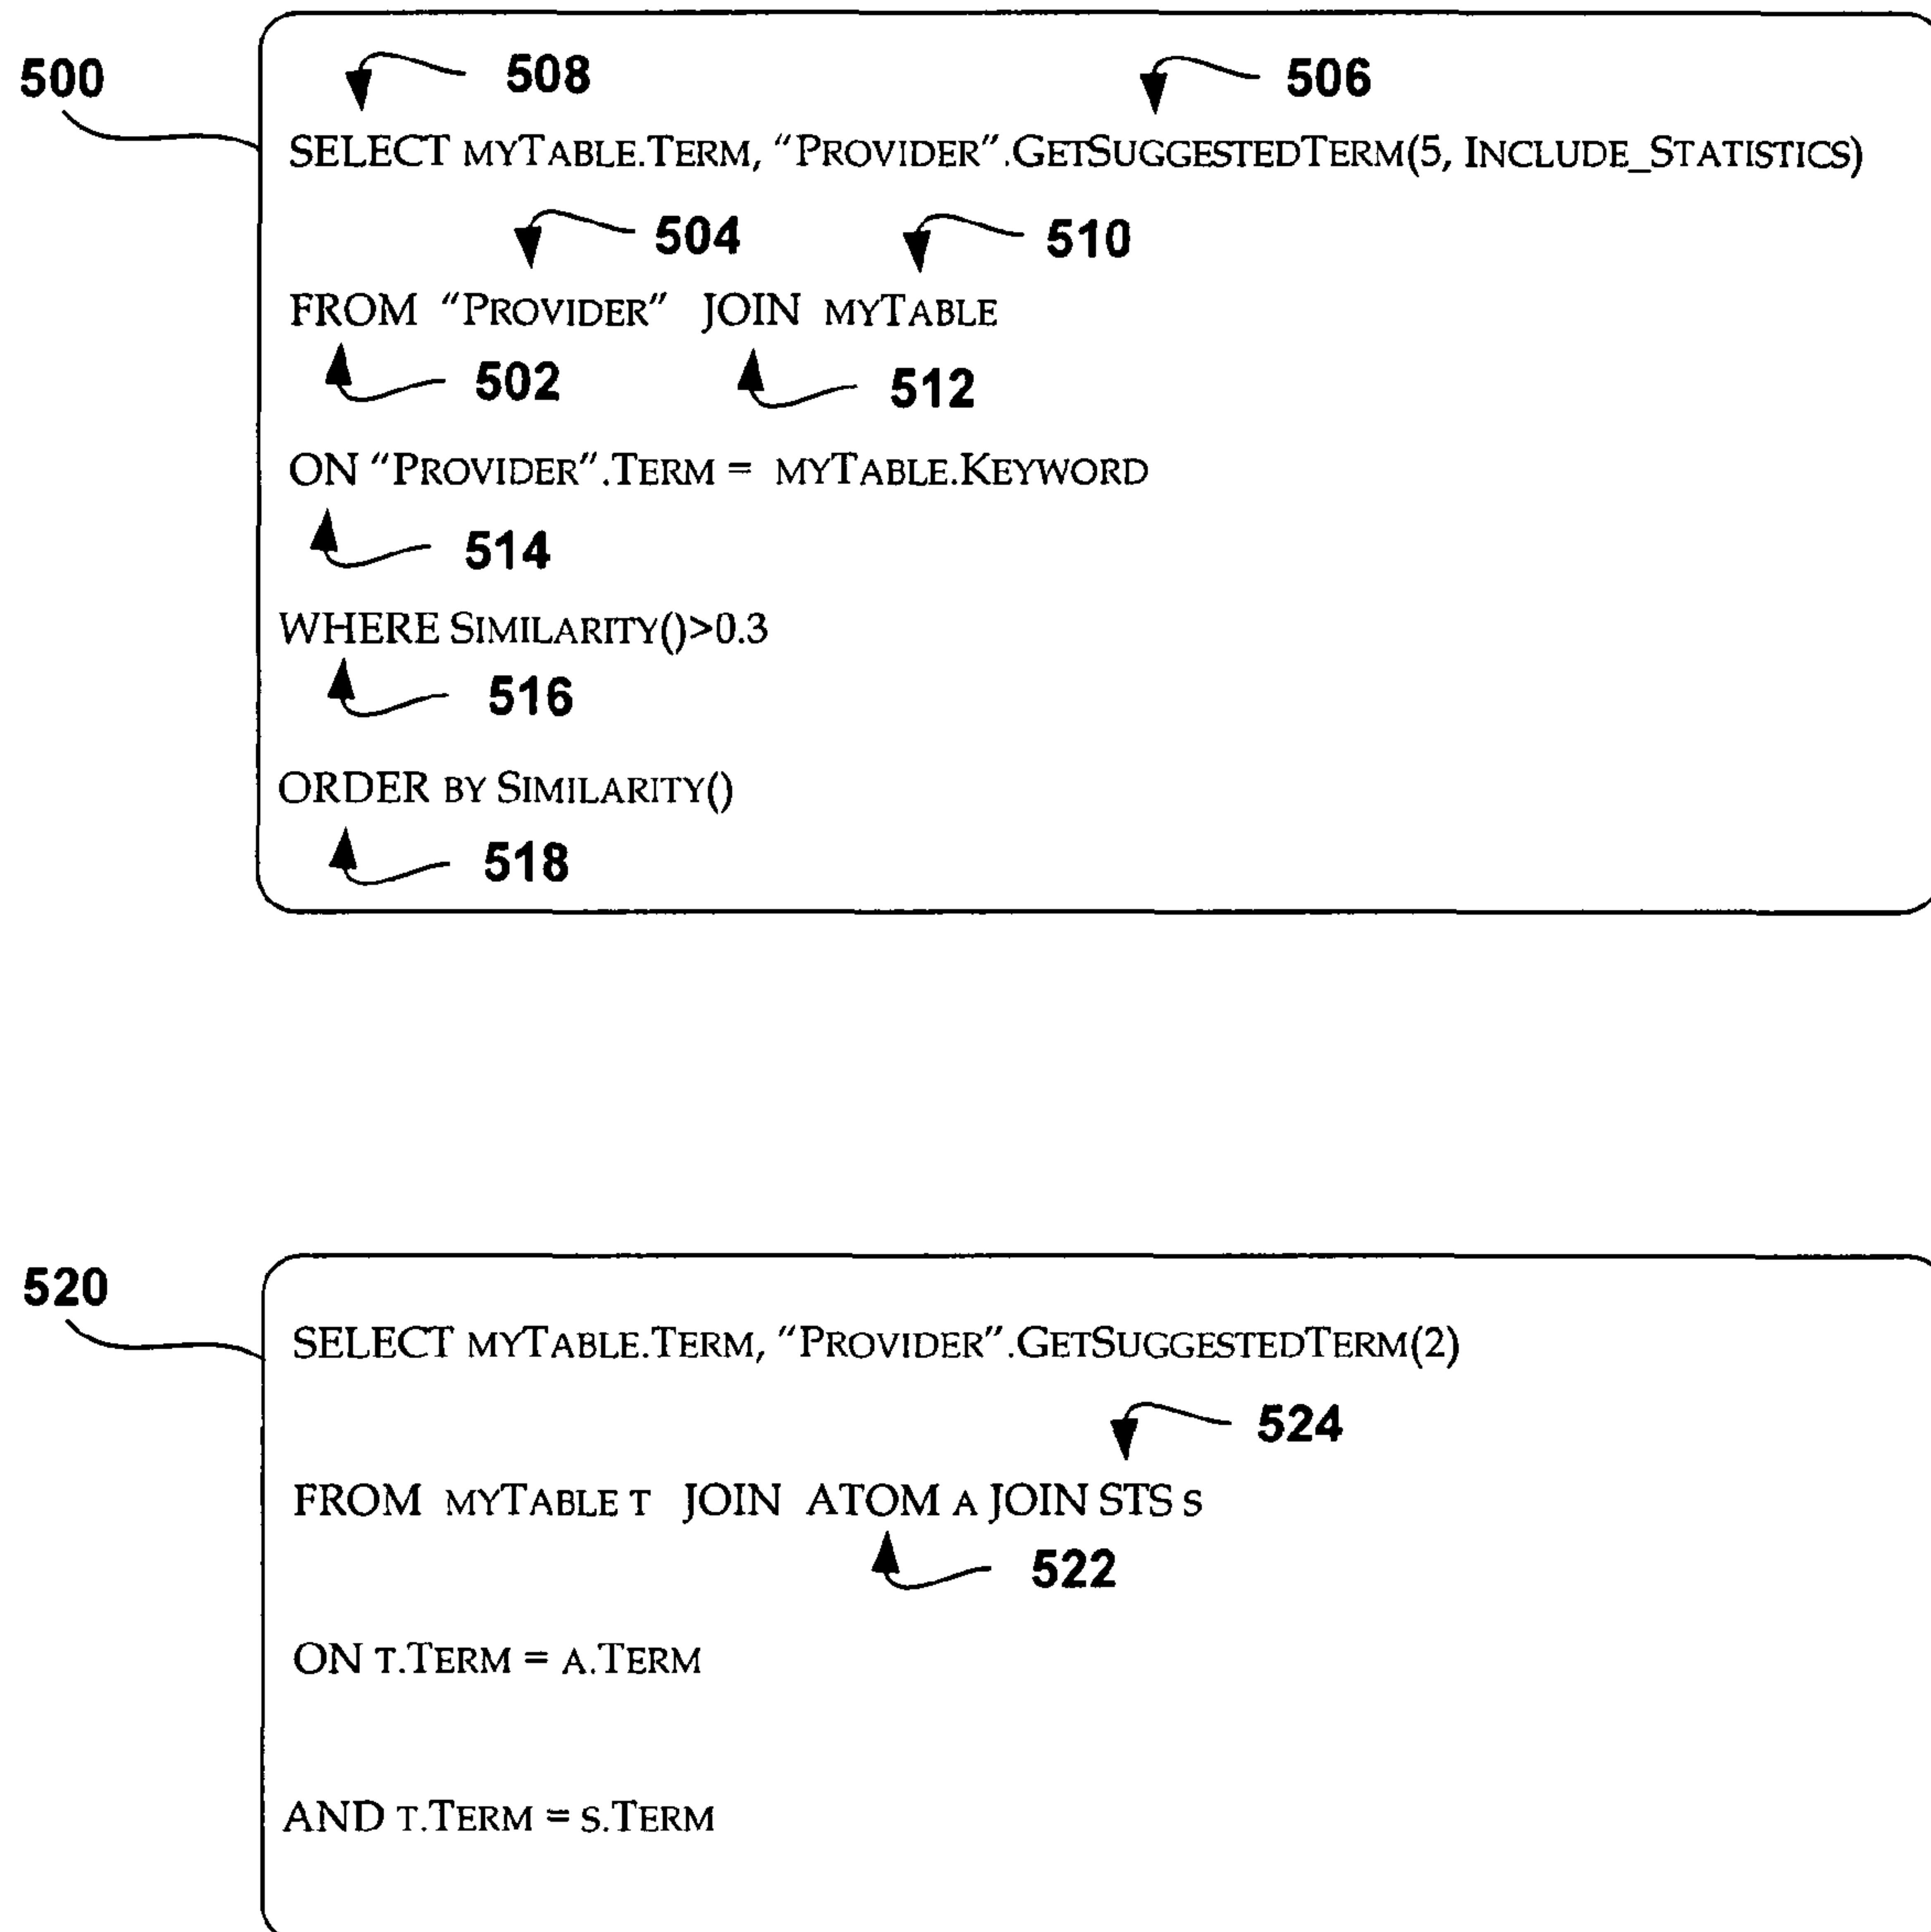 500
508
506
SELECT MYTABLE.TERM, "PROVIDER".GETSUGGESTEDTERM(5, INCLUDE_STATISTICS)
504
510
FROM "PROVIDER" JOIN MYTABLE
502
512
ON "PROVIDER".TERM = MYTABLE.KEYWORD
514
WHERE SIMILARITY()>0.3
516
ORDER BY SIMILARITY()
518
520
SELECT MYTABLE.TERM, "PROVIDER".GETSUGGESTEDTERM(2)
524
FROM MYTABLE T JOIN ATOM A JOIN STS S
522
ON T.TERM = A.TERM
AND T.TERM = S.TERM